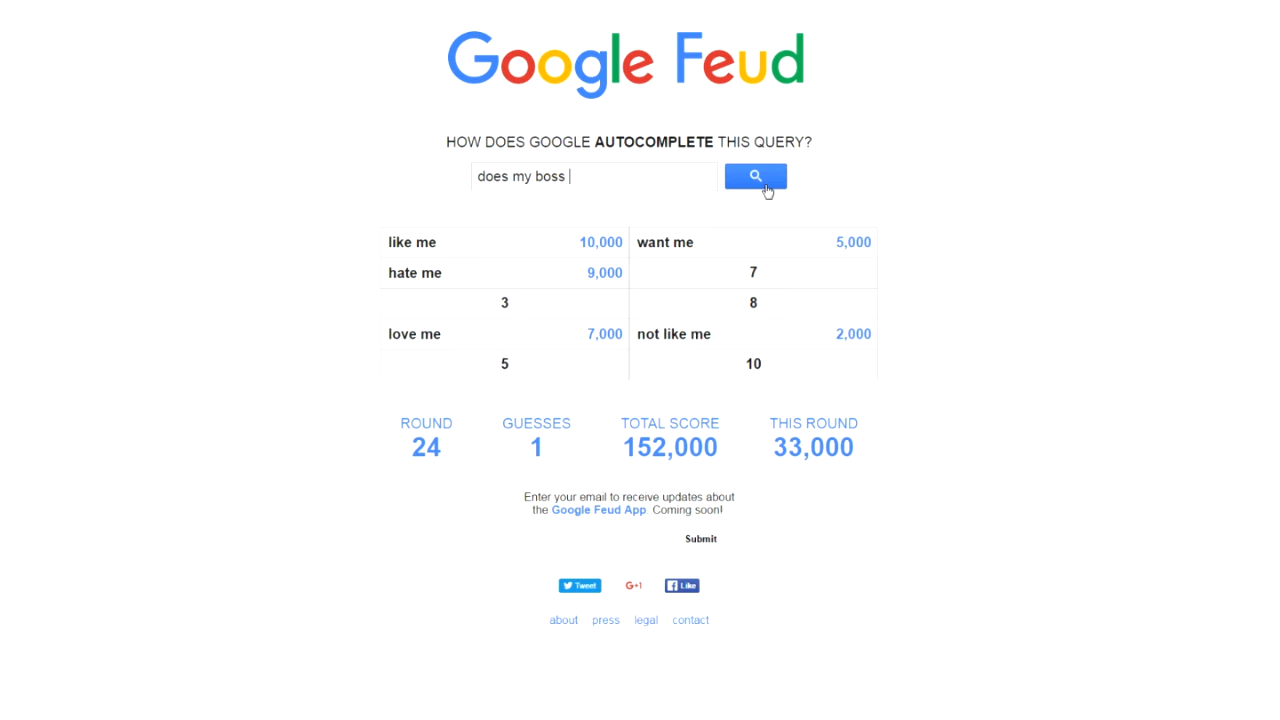 Google Feud
HOW DOES GOOGLE AUTOCOMPLETE THIS QUERY?
does my boss
like me 10,000 want me 5,000
hate me 9,000 7
3 8
love me 7,000 not like me 2,000
5 10
ROUND GUESSES TOTAL SCORE THIS ROUND
24 1 152,000 33,000
Enter your email to receive updates about
the Google Feud App. Coming soon!
Submit
Tweet G+1 Like
about press legal contact